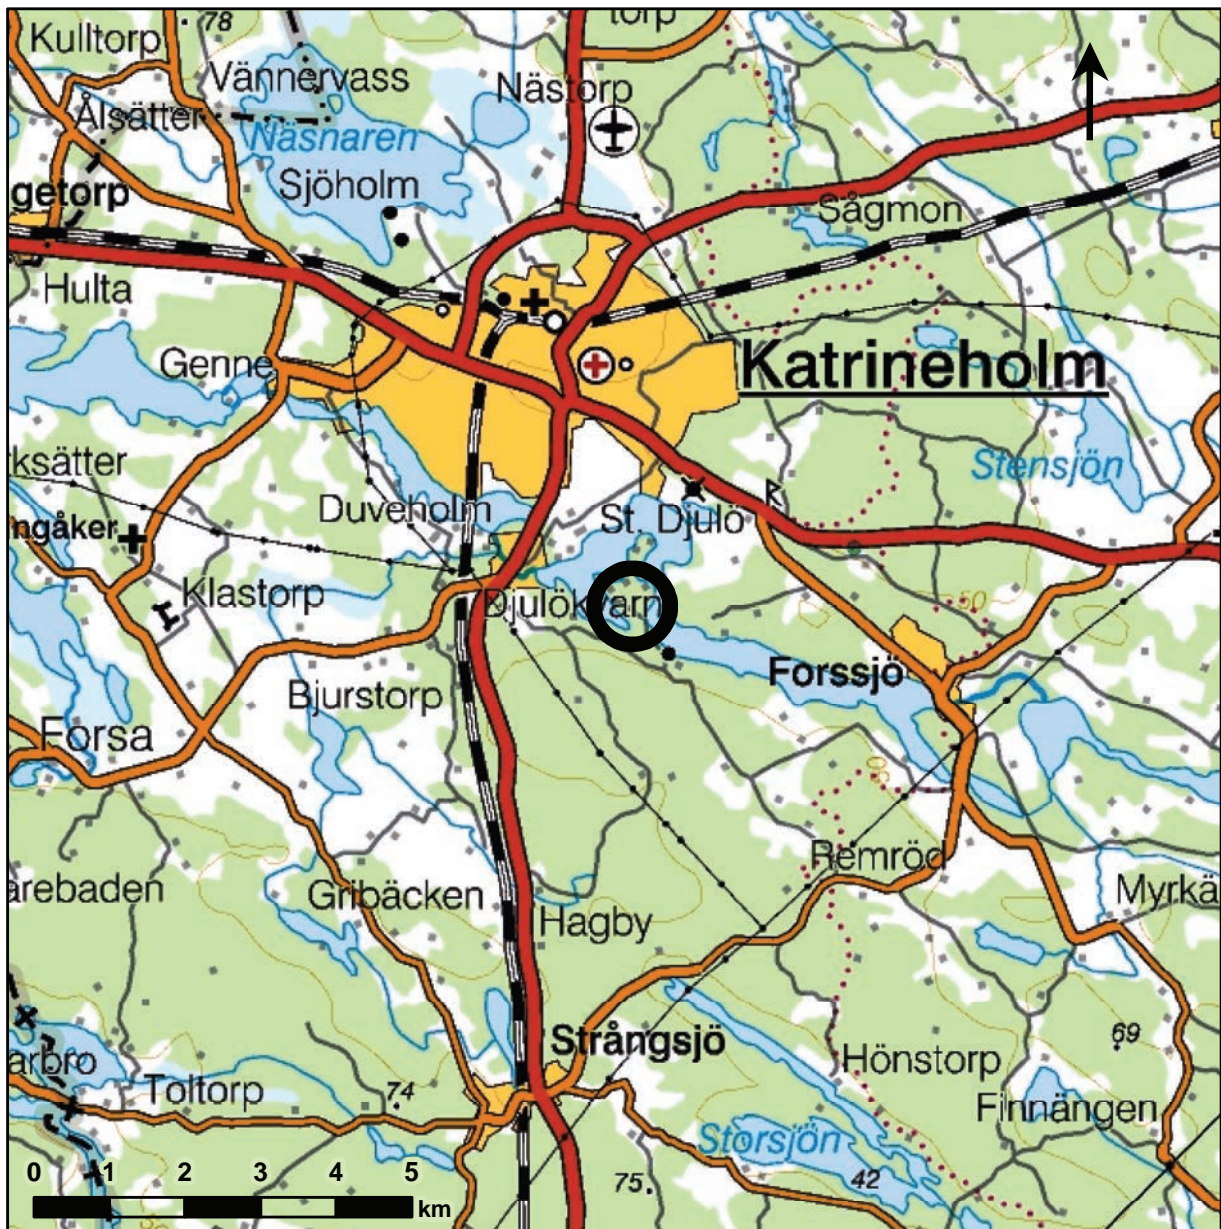 torp
78
Kulltorp
Vännervass
Nästorp
Ålsätter
Näsnaren
Sjöholm
getorp
Sågmon
Hulta
Genne
Katrineholm
rksätter
Stensjön
Duveholm
St. Djulö
ngåker
Klastorp
Djulökvarn
50
Forssjö
Bjurstorp
Forsa
50
Remröd
arebaden
Gribäcken
Myrkä
Hagby
Strångsjö
69
Hönstorp
arbro
Toltorp
74
Finnängen
Storsjön
42
75
0 1 2 3 4 5
km